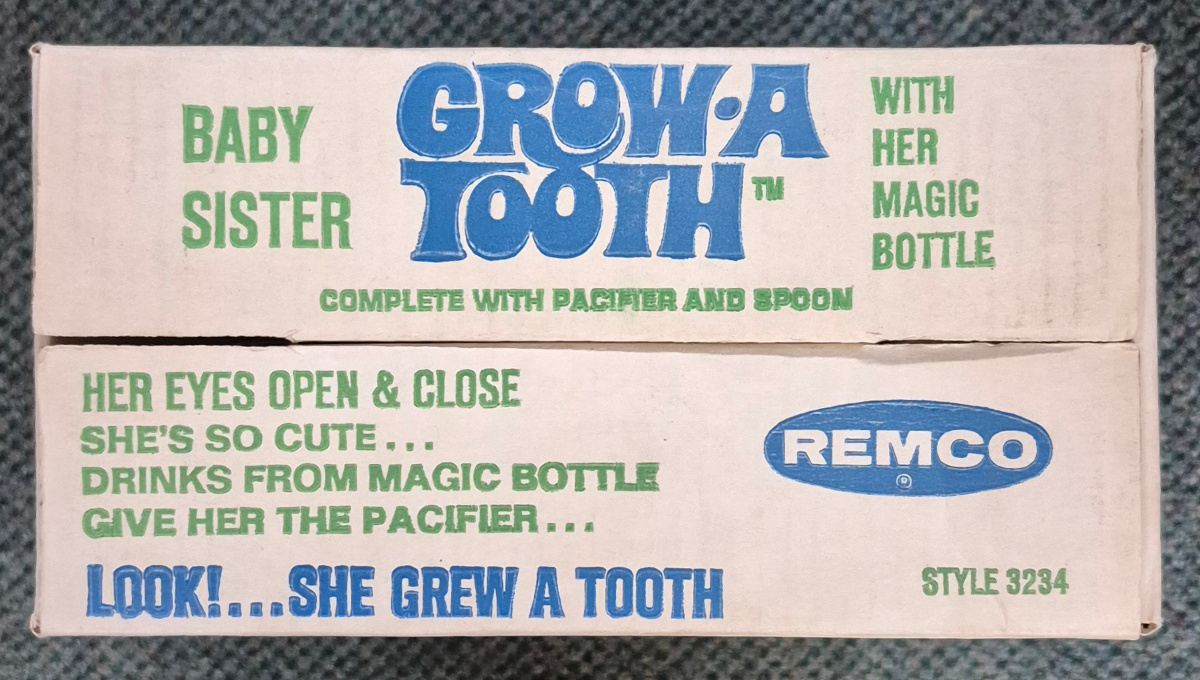 BABY
SISTER
GROW·A
TOOTH™
WITH
HER
MAGIC
BOTTLE
COMPLETE WITH PACIFIER AND SPOON
HER EYES OPEN & CLOSE
SHE'S SO CUTE...
DRINKS FROM MAGIC BOTTLE
GIVE HER THE PACIFIER...
LOOK!...SHE GREW A TOOTH
REMCO
®
STYLE 3234